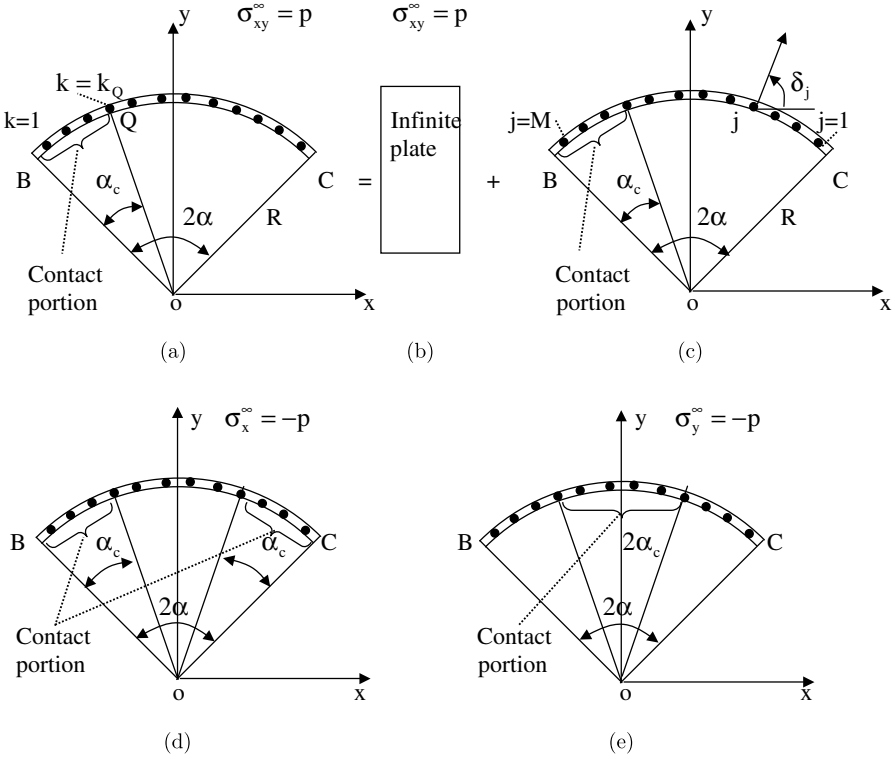 y
σ∞xy = p
σ∞xy = p
y
k = kQ
δj
k=1
Q
Infinite
plate
j=M
j
j=1
B
C
=
+
B
C
αc
2α
R
αc
2α
R
Contact
portion
Contact
portion
o
x
o
x
(a)
(b)
(c)
y
σ∞x = −p
y
σ∞y = −p
B
αc
αc
C
B
2αc
C
2α
2α
Contact
portion
Contact
portion
o
x
o
x
(d)
(e)